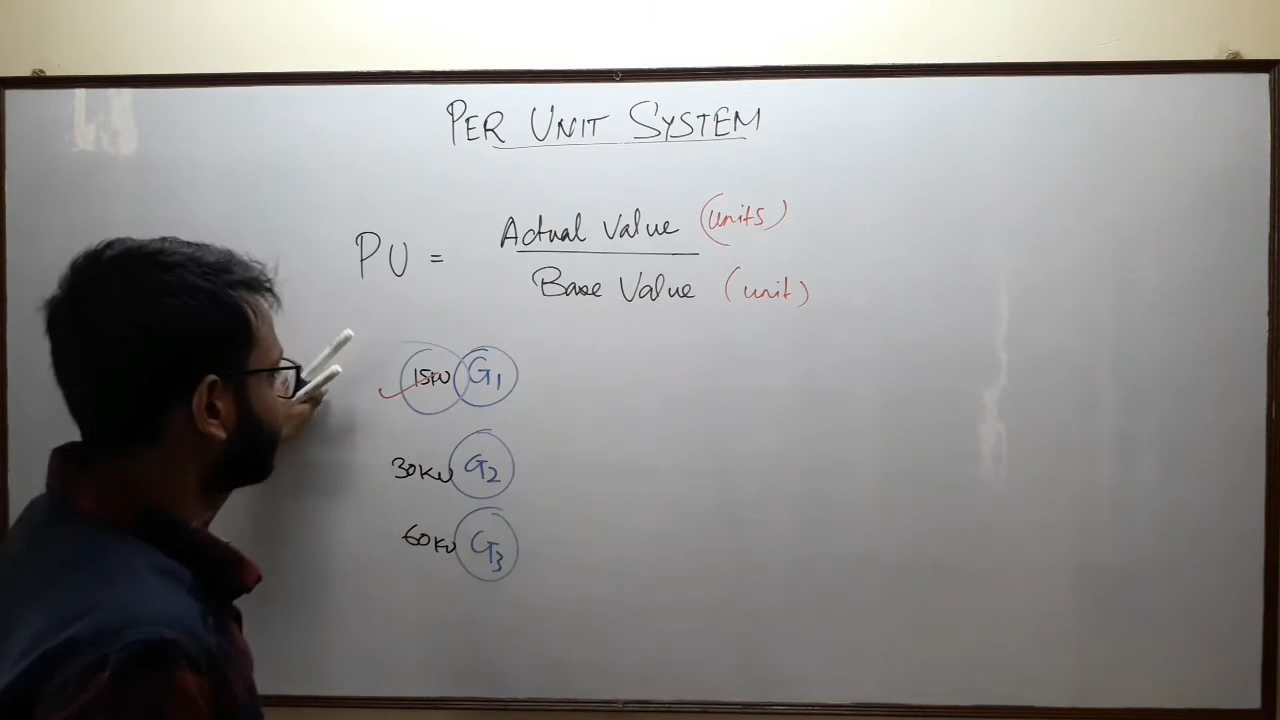 PER UNIT SYSTEM
PU = Actual Value (units)
Base Value (unit)
15KV G1
30KV G2
60KV G3